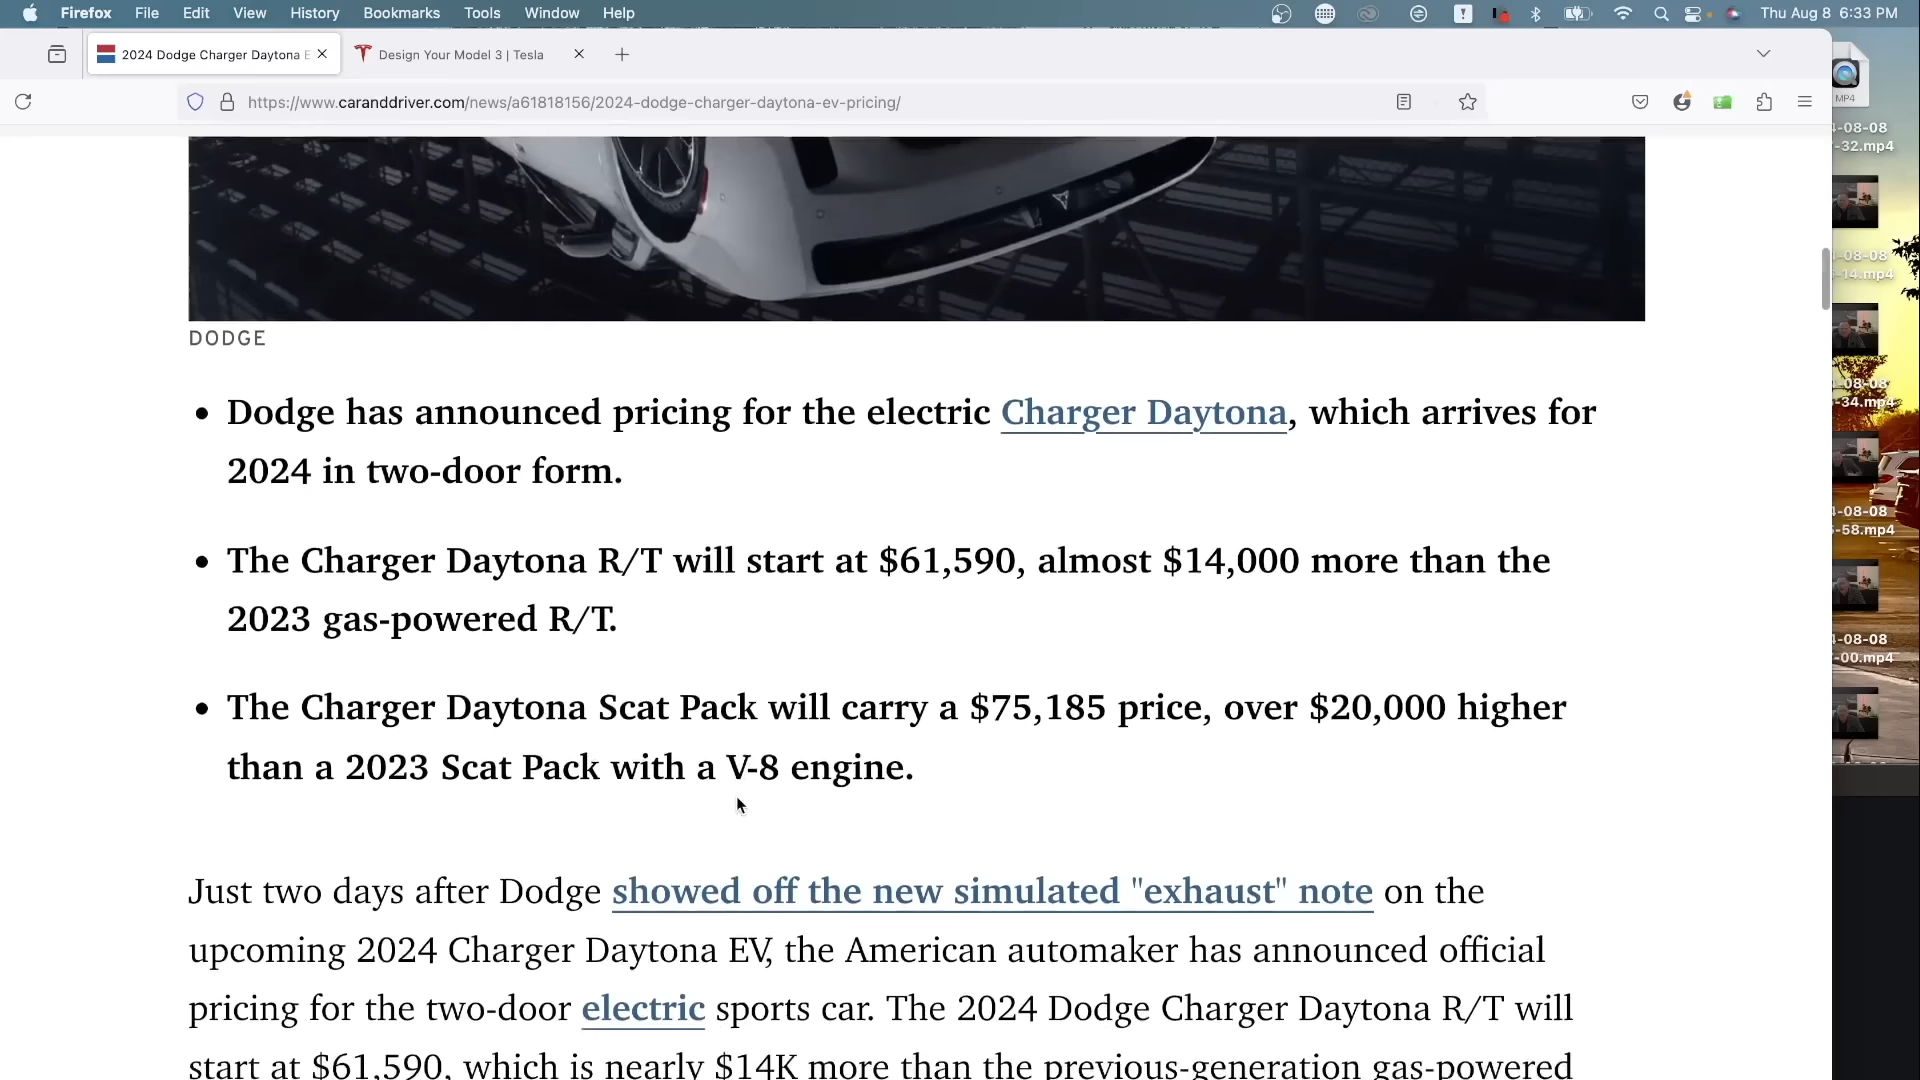 Firefox File Edit View History Bookmarks Tools Window Help Thu Aug 8 6:33 PM
2024 Dodge Charger Daytona E Design Your Model 3 | Tesla
https://www.caranddriver.com/news/a61818156/2024-dodge-charger-daytona-ev-pricing/
MP4
-08-08
-32.mp4
-08-08
-14.mp4
-08-08
-34.mp4
-08-08
-58.mp4
-08-08
-00.mp4
DODGE
• Dodge has announced pricing for the electric Charger Daytona, which arrives for
2024 in two-door form.
• The Charger Daytona R/T will start at $61,590, almost $14,000 more than the
2023 gas-powered R/T.
• The Charger Daytona Scat Pack will carry a $75,185 price, over $20,000 higher
than a 2023 Scat Pack with a V-8 engine.
Just two days after Dodge showed off the new simulated "exhaust" note on the
upcoming 2024 Charger Daytona EV, the American automaker has announced official
pricing for the two-door electric sports car. The 2024 Dodge Charger Daytona R/T will
start at $61,590, which is nearly $14K more than the previous-generation gas-powered